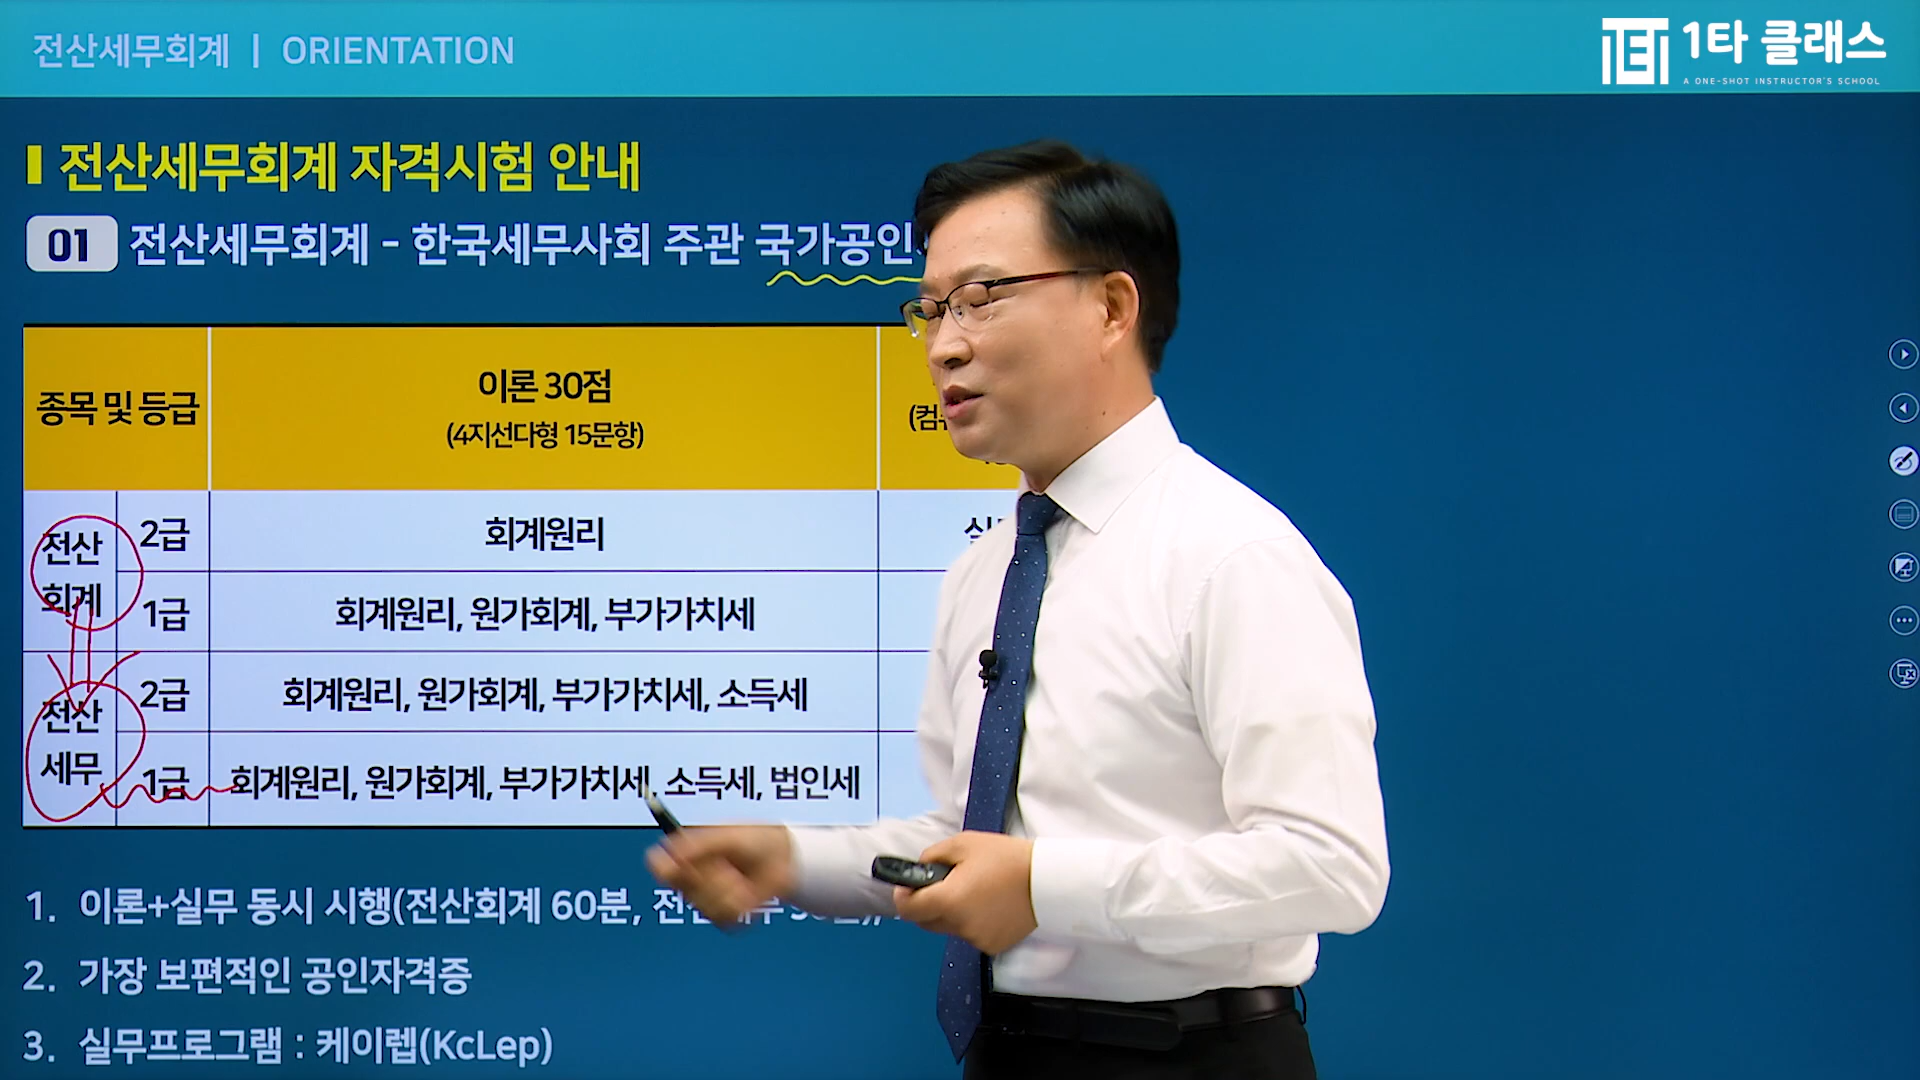 전산세무회계 | ORIENTATION
1타 클래스
A ONE-SHOT INSTRUCTOR'S SCHOOL
전산세무회계 자격시험 안내
01 전산세무회계 - 한국세무사회 주관 국가공인
종목 및 등급
이론 30점
(4지선다형 15문항)
전산회계
2급 회계원리
1급 회계원리, 원가회계, 부가가치세
전산세무
2급 회계원리, 원가회계, 부가가치세, 소득세
1급 회계원리, 원가회계, 부가가치세, 소득세, 법인세
1. 이론+실무 동시 시행(전산회계 60분,
2. 가장 보편적인 공인자격증
3. 실무프로그램 : 케이렙(KcLep)